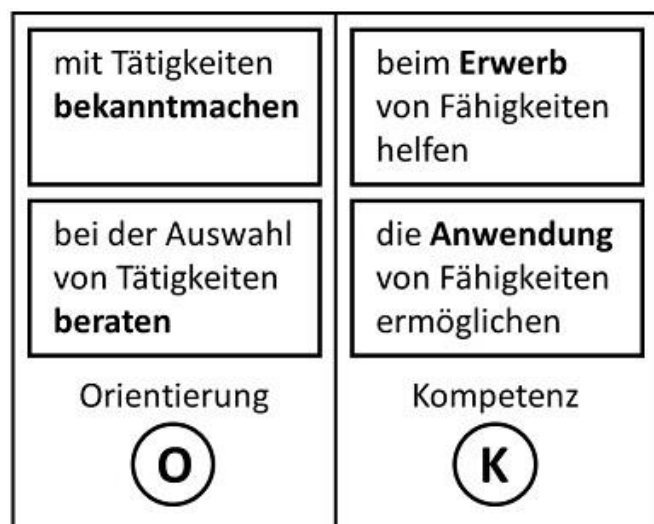 mit Tätigkeiten
bekanntmachen
bei der Auswahl
von Tätigkeiten
beraten
Orientierung
O
beim Erwerb
von Fähigkeiten
helfen
die Anwendung
von Fähigkeiten
ermöglichen
Kompetenz
K